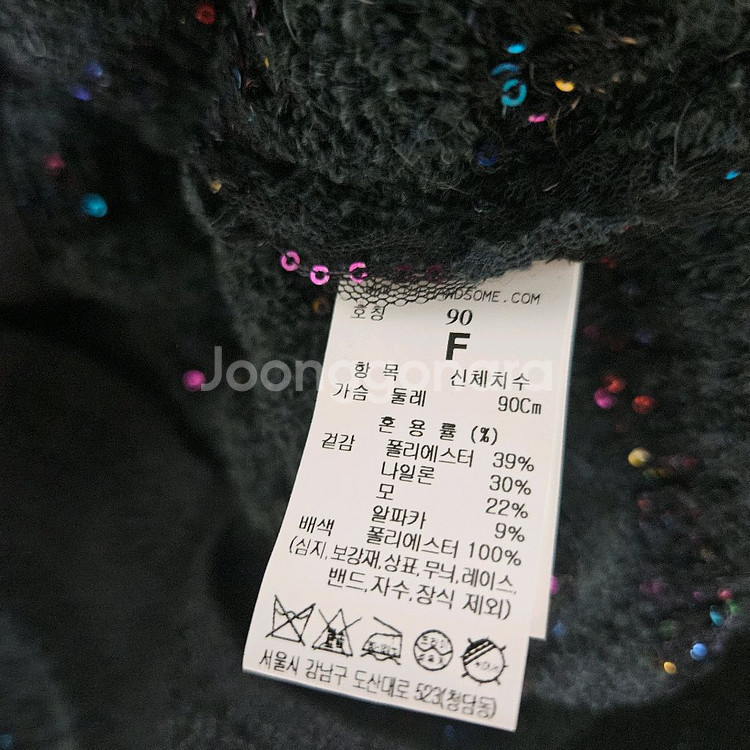 DSOME.COM
호칭 90
F
Joonggonara
항 목 신체치수
가슴 둘레 90Cm
혼 용 률 (%)
겉감 폴리에스터 39%
나일론 30%
모 22%
알파카 9%
배색 폴리에스터 100%
(심지,보강재,상표,무늬,레이스,
밴드,자수,장식 제외)
서울시 강남구 도산대로 523(청담동)